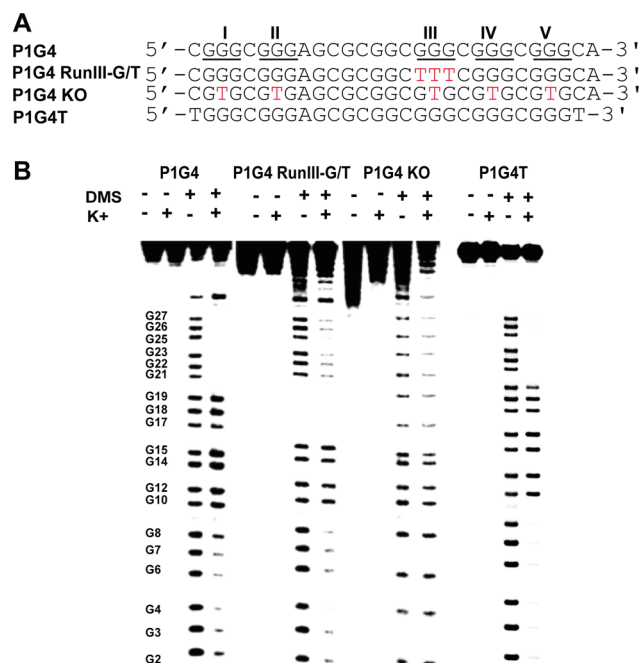 A
I II III IV V
P1G4 5'-CGGGCGGGAGCGCGGCGGGCGGGCGGGCA-3'
P1G4 RunIII-G/T 5'-CGGGCGGGAGCGCGGCTTTCGGGCGGGCA-3'
P1G4 KO 5'-CGTGCGTGAGCGCGGCGTGCGTGCGTGCA-3'
P1G4T 5'-TGGGCGGGAGCGCGGCGGGCGGGCGGGT-3'
B
P1G4 P1G4 RunIII-G/T P1G4 KO P1G4T
DMS - - + + - - + + - - + + - - + +
K+ - + - + - + - + - + - + - + - +
G27
G26
G25
G23
G22
G21
G19
G18
G17
G15
G14
G12
G10
G8
G7
G6
G4
G3
G2